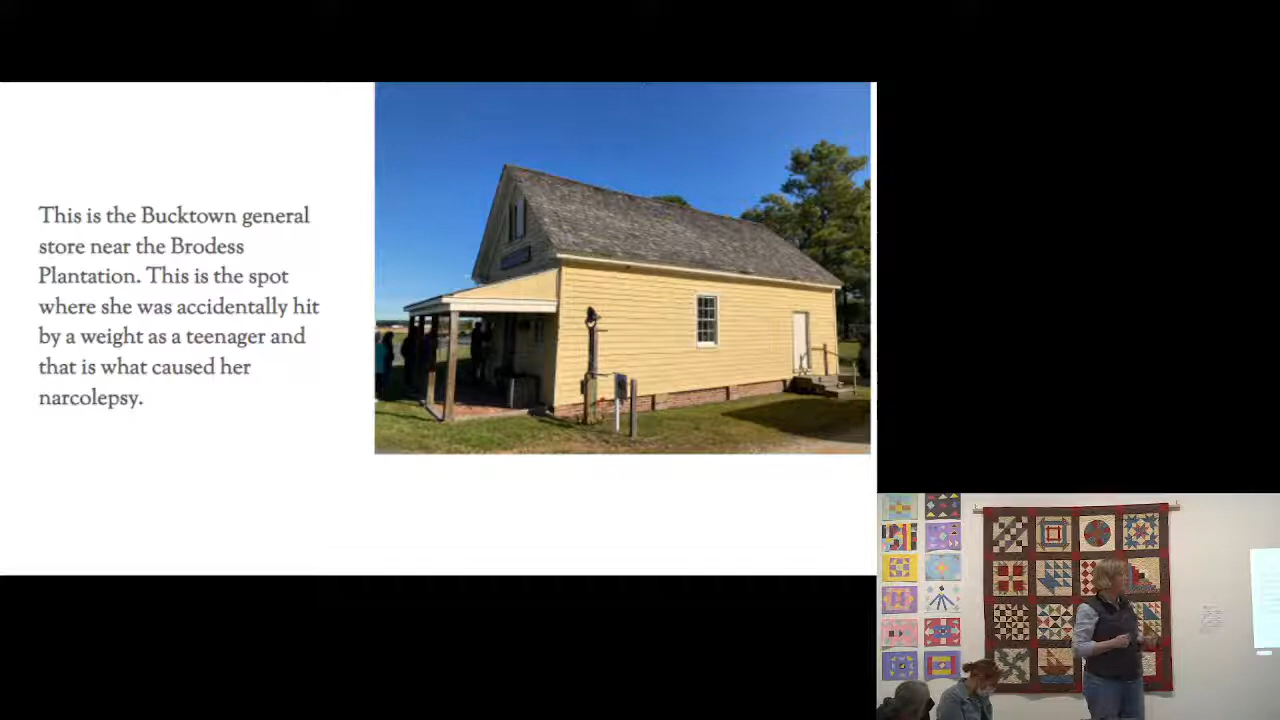 This is the Bucktown general
store near the Brodess
Plantation. This is the spot
where she was accidentally hit
by a weight as a teenager and
that is what caused her
narcolepsy.